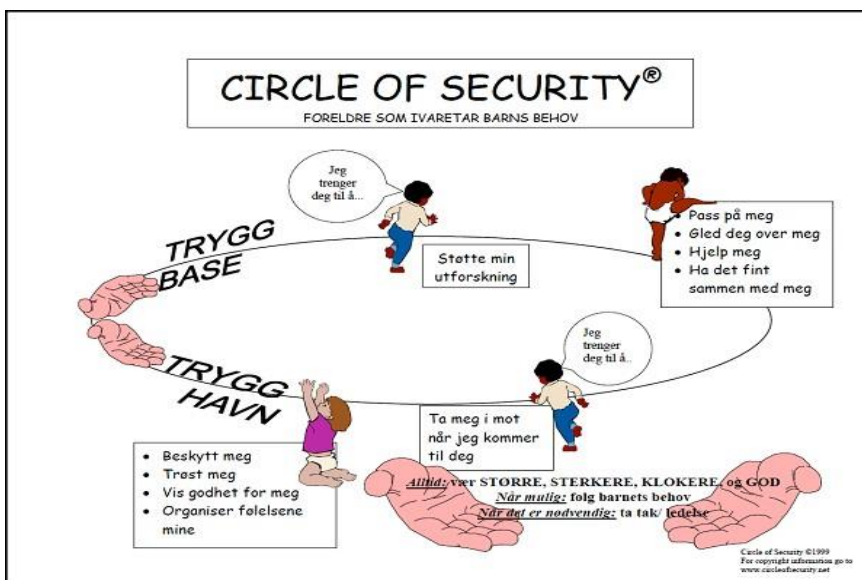 CIRCLE OF SECURITY®
FORELDRE SOM IVARETAR BARNS BEHOV
Jeg
trenger
deg til å...
TRYGG
BASE
Støtte min
utforskning
• Pass på meg
• Gled deg over meg
• Hjelp meg
• Ha det fint
sammen med meg
TRYGG
HAVN
Jeg
trenger
deg til å..
Ta meg i mot
når jeg kommer
til deg
• Beskytt meg
• Trøst meg
• Vis godhet for meg
• Organiser følelsene
mine
Alltid: vær STØRRE, STERKERE, KLOKERE, og GOD
Når mulig: følg barnets behov
Når det er nødvendig: ta tak/ ledelse
Circle of Security ©1999
For copyright information go to
www.circleofsecurity.net